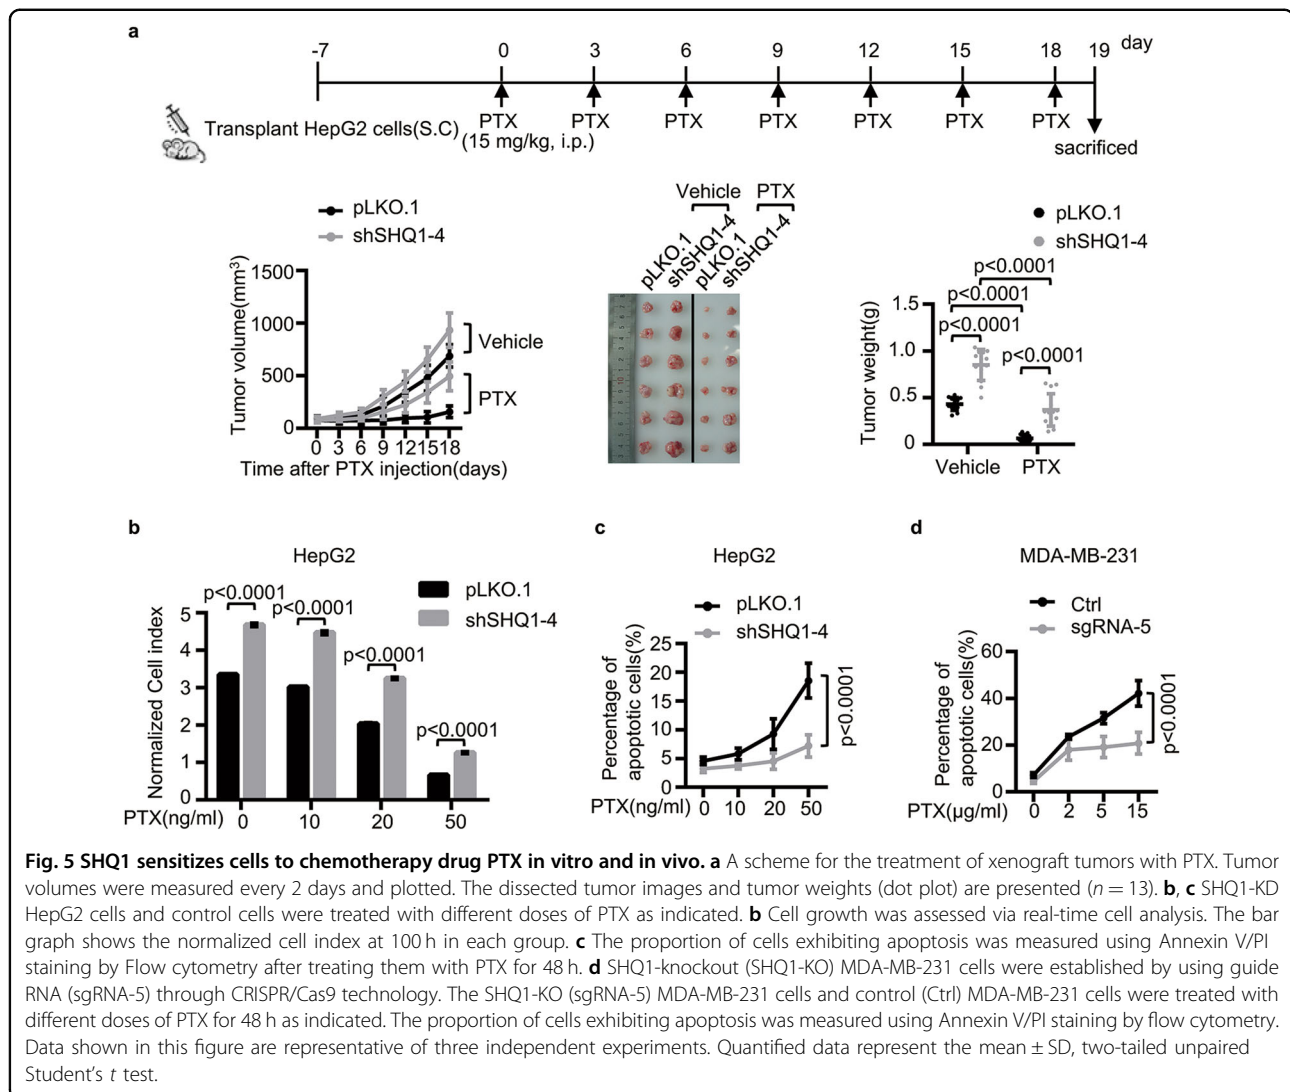 a
-7 0 3 6 9 12 15 18 19 day
PTX PTX PTX PTX PTX PTX PTX
Transplant HepG2 cells(S.C)
(15 mg/kg, i.p.)
sacrificed
pLKO.1
shSHQ1-4
Tumor volume(mm³)
1500
1000
500
0
Vehicle
PTX
0 3 6 9 12 15 18
Time after PTX injection(days)
Vehicle PTX
pLKO.1
shSHQ1-4
pLKO.1
shSHQ1-4
pLKO.1
shSHQ1-4
p<0.0001
p<0.0001
p<0.0001
p<0.0001
Tumor weight(g)
1.5
1.0
0.5
0
Vehicle PTX
b
HepG2
pLKO.1
shSHQ1-4
p<0.0001
p<0.0001
p<0.0001
p<0.0001
Normalized Cell index
5
4
3
2
1
0
PTX(ng/ml) 0 10 20 50
c
HepG2
pLKO.1
shSHQ1-4
Percentage of
apoptotic cells(%)
25
20
15
10
5
0
p<0.0001
PTX(ng/ml) 0 10 20 50
d
MDA-MB-231
Ctrl
sgRNA-5
Percentage of
apoptotic cells(%)
60
40
20
0
p<0.0001
PTX(µg/ml) 0 2 5 15
Fig. 5 SHQ1 sensitizes cells to chemotherapy drug PTX in vitro and in vivo. a A scheme for the treatment of xenograft tumors with PTX. Tumor
volumes were measured every 2 days and plotted. The dissected tumor images and tumor weights (dot plot) are presented (n = 13). b, c SHQ1-KD
HepG2 cells and control cells were treated with different doses of PTX as indicated. b Cell growth was assessed via real-time cell analysis. The bar
graph shows the normalized cell index at 100 h in each group. c The proportion of cells exhibiting apoptosis was measured using Annexin V/PI
staining by Flow cytometry after treating them with PTX for 48 h. d SHQ1-knockout (SHQ1-KO) MDA-MB-231 cells were established by using guide
RNA (sgRNA-5) through CRISPR/Cas9 technology. The SHQ1-KO (sgRNA-5) MDA-MB-231 cells and control (Ctrl) MDA-MB-231 cells were treated with
different doses of PTX for 48 h as indicated. The proportion of cells exhibiting apoptosis was measured using Annexin V/PI staining by flow cytometry.
Data shown in this figure are representative of three independent experiments. Quantified data represent the mean ± SD, two-tailed unpaired
Student's t test.